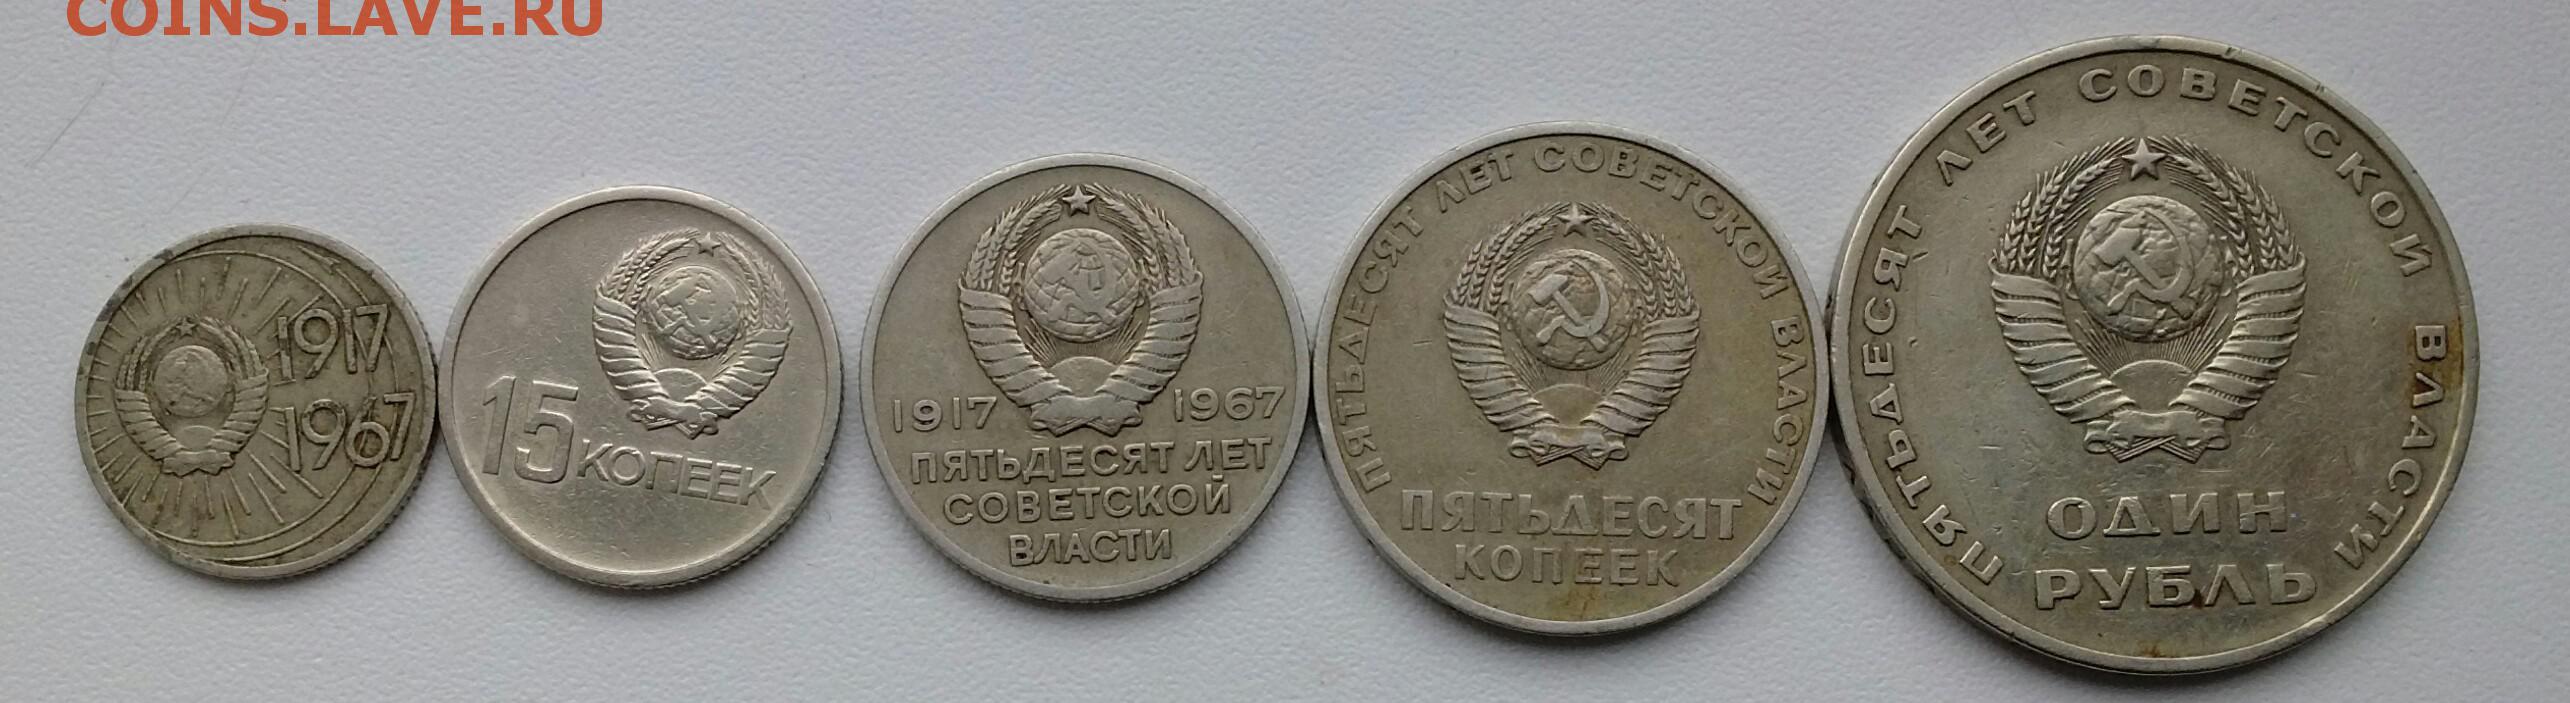 COINS.LAVE.RU
1917
1967
15 КОПЕЕК
1917 1967
ПЯТЬДЕСЯТ ЛЕТ
СОВЕТСКОЙ
ВЛАСТИ
ПЯТЬДЕСЯТ ЛЕТ СОВЕТСКОЙ ВЛАСТИ
ПЯТЬДЕСЯТ
КОПЕЕК
ПЯТЬДЕСЯТ ЛЕТ СОВЕТСКОЙ ВЛАСТИ
ОДИН
РУБЛЬ